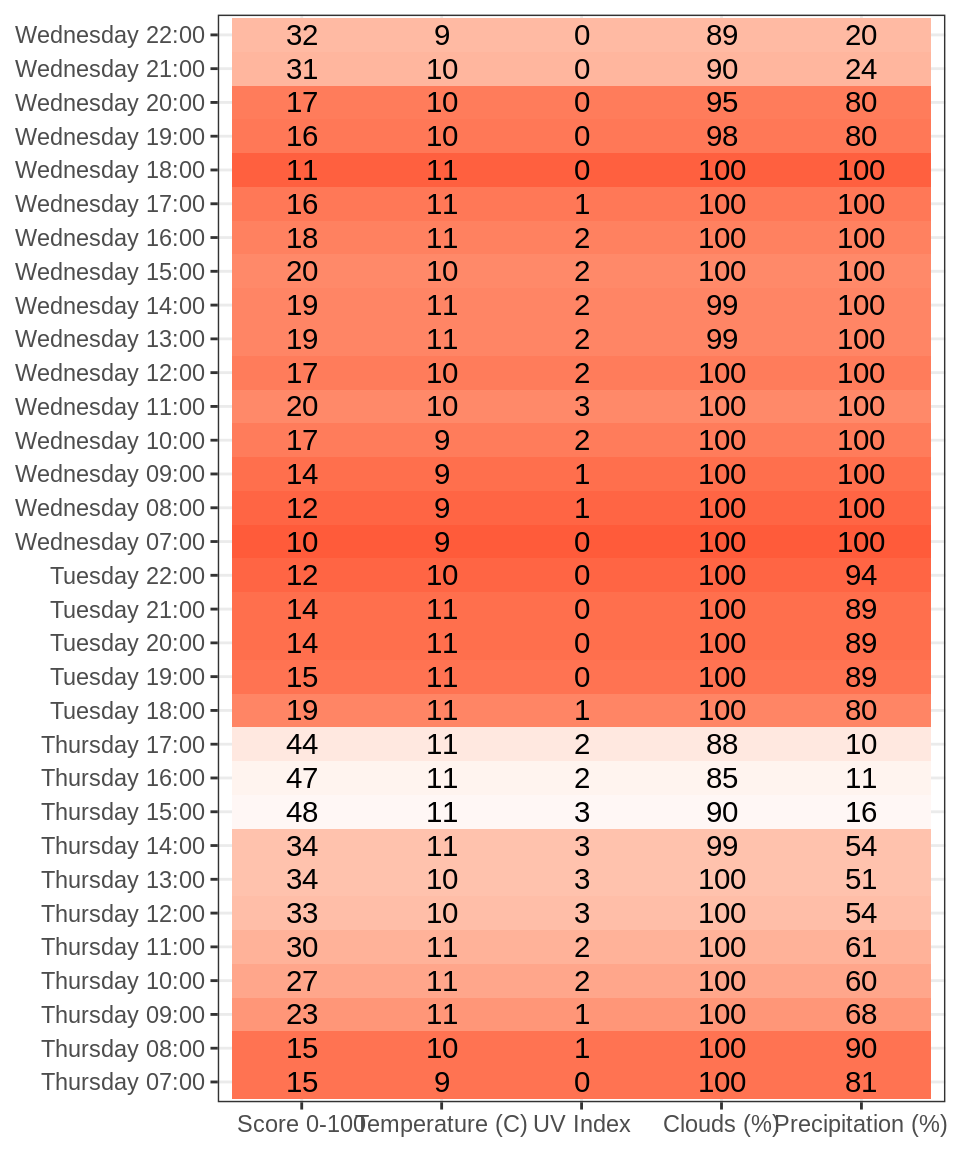 Wednesday 22:00 32 9 0 89 20
Wednesday 21:00 31 10 0 90 24
Wednesday 20:00 17 10 0 95 80
Wednesday 19:00 16 10 0 98 80
Wednesday 18:00 11 11 0 100 100
Wednesday 17:00 16 11 1 100 100
Wednesday 16:00 18 11 2 100 100
Wednesday 15:00 20 10 2 100 100
Wednesday 14:00 19 11 2 99 100
Wednesday 13:00 19 11 2 99 100
Wednesday 12:00 17 10 2 100 100
Wednesday 11:00 20 10 3 100 100
Wednesday 10:00 17 9 2 100 100
Wednesday 09:00 14 9 1 100 100
Wednesday 08:00 12 9 1 100 100
Wednesday 07:00 10 9 0 100 100
Tuesday 22:00 12 10 0 100 94
Tuesday 21:00 14 11 0 100 89
Tuesday 20:00 14 11 0 100 89
Tuesday 19:00 15 11 0 100 89
Tuesday 18:00 19 11 1 100 80
Thursday 17:00 44 11 2 88 10
Thursday 16:00 47 11 2 85 11
Thursday 15:00 48 11 3 90 16
Thursday 14:00 34 11 3 99 54
Thursday 13:00 34 10 3 100 51
Thursday 12:00 33 10 3 100 54
Thursday 11:00 30 11 2 100 61
Thursday 10:00 27 11 2 100 60
Thursday 09:00 23 11 1 100 68
Thursday 08:00 15 10 1 100 90
Thursday 07:00 15 9 0 100 81
Score 0-100 Temperature (C) UV Index Clouds (%) Precipitation (%)